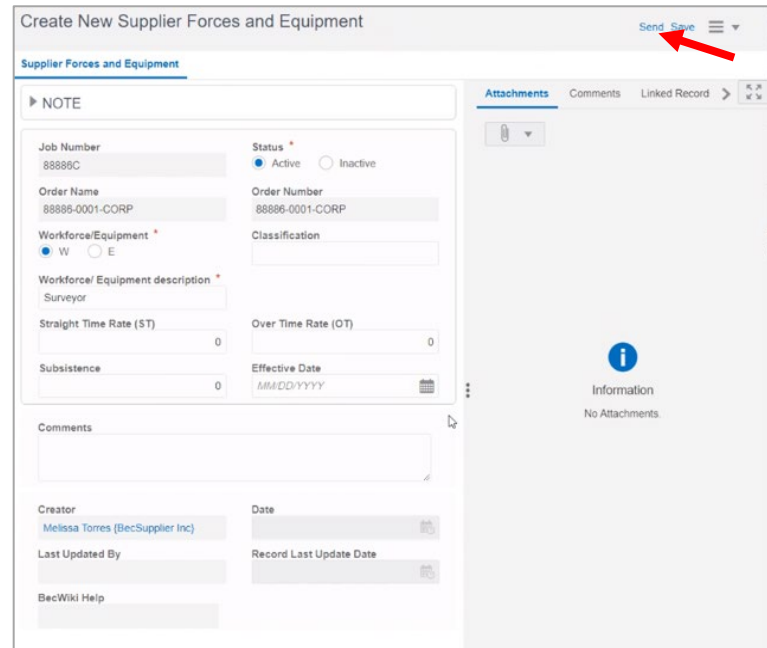 Create New Supplier Forces and Equipment
Send Save
Supplier Forces and Equipment
NOTE
Attachments Comments Linked Record
Job Number Status *
88886C Active Inactive
Order Name Order Number
88886-0001-CORP 88886-0001-CORP
Workforce/Equipment * Classification
W E
Workforce/ Equipment description *
Surveyor
Straight Time Rate (ST) Over Time Rate (OT)
0 0
Subsistence Effective Date
0 MM/DD/YYYY
Information
No Attachments.
Comments
Creator Date
Melissa Torres (BecSupplier Inc)
Last Updated By Record Last Update Date
BecWiki Help